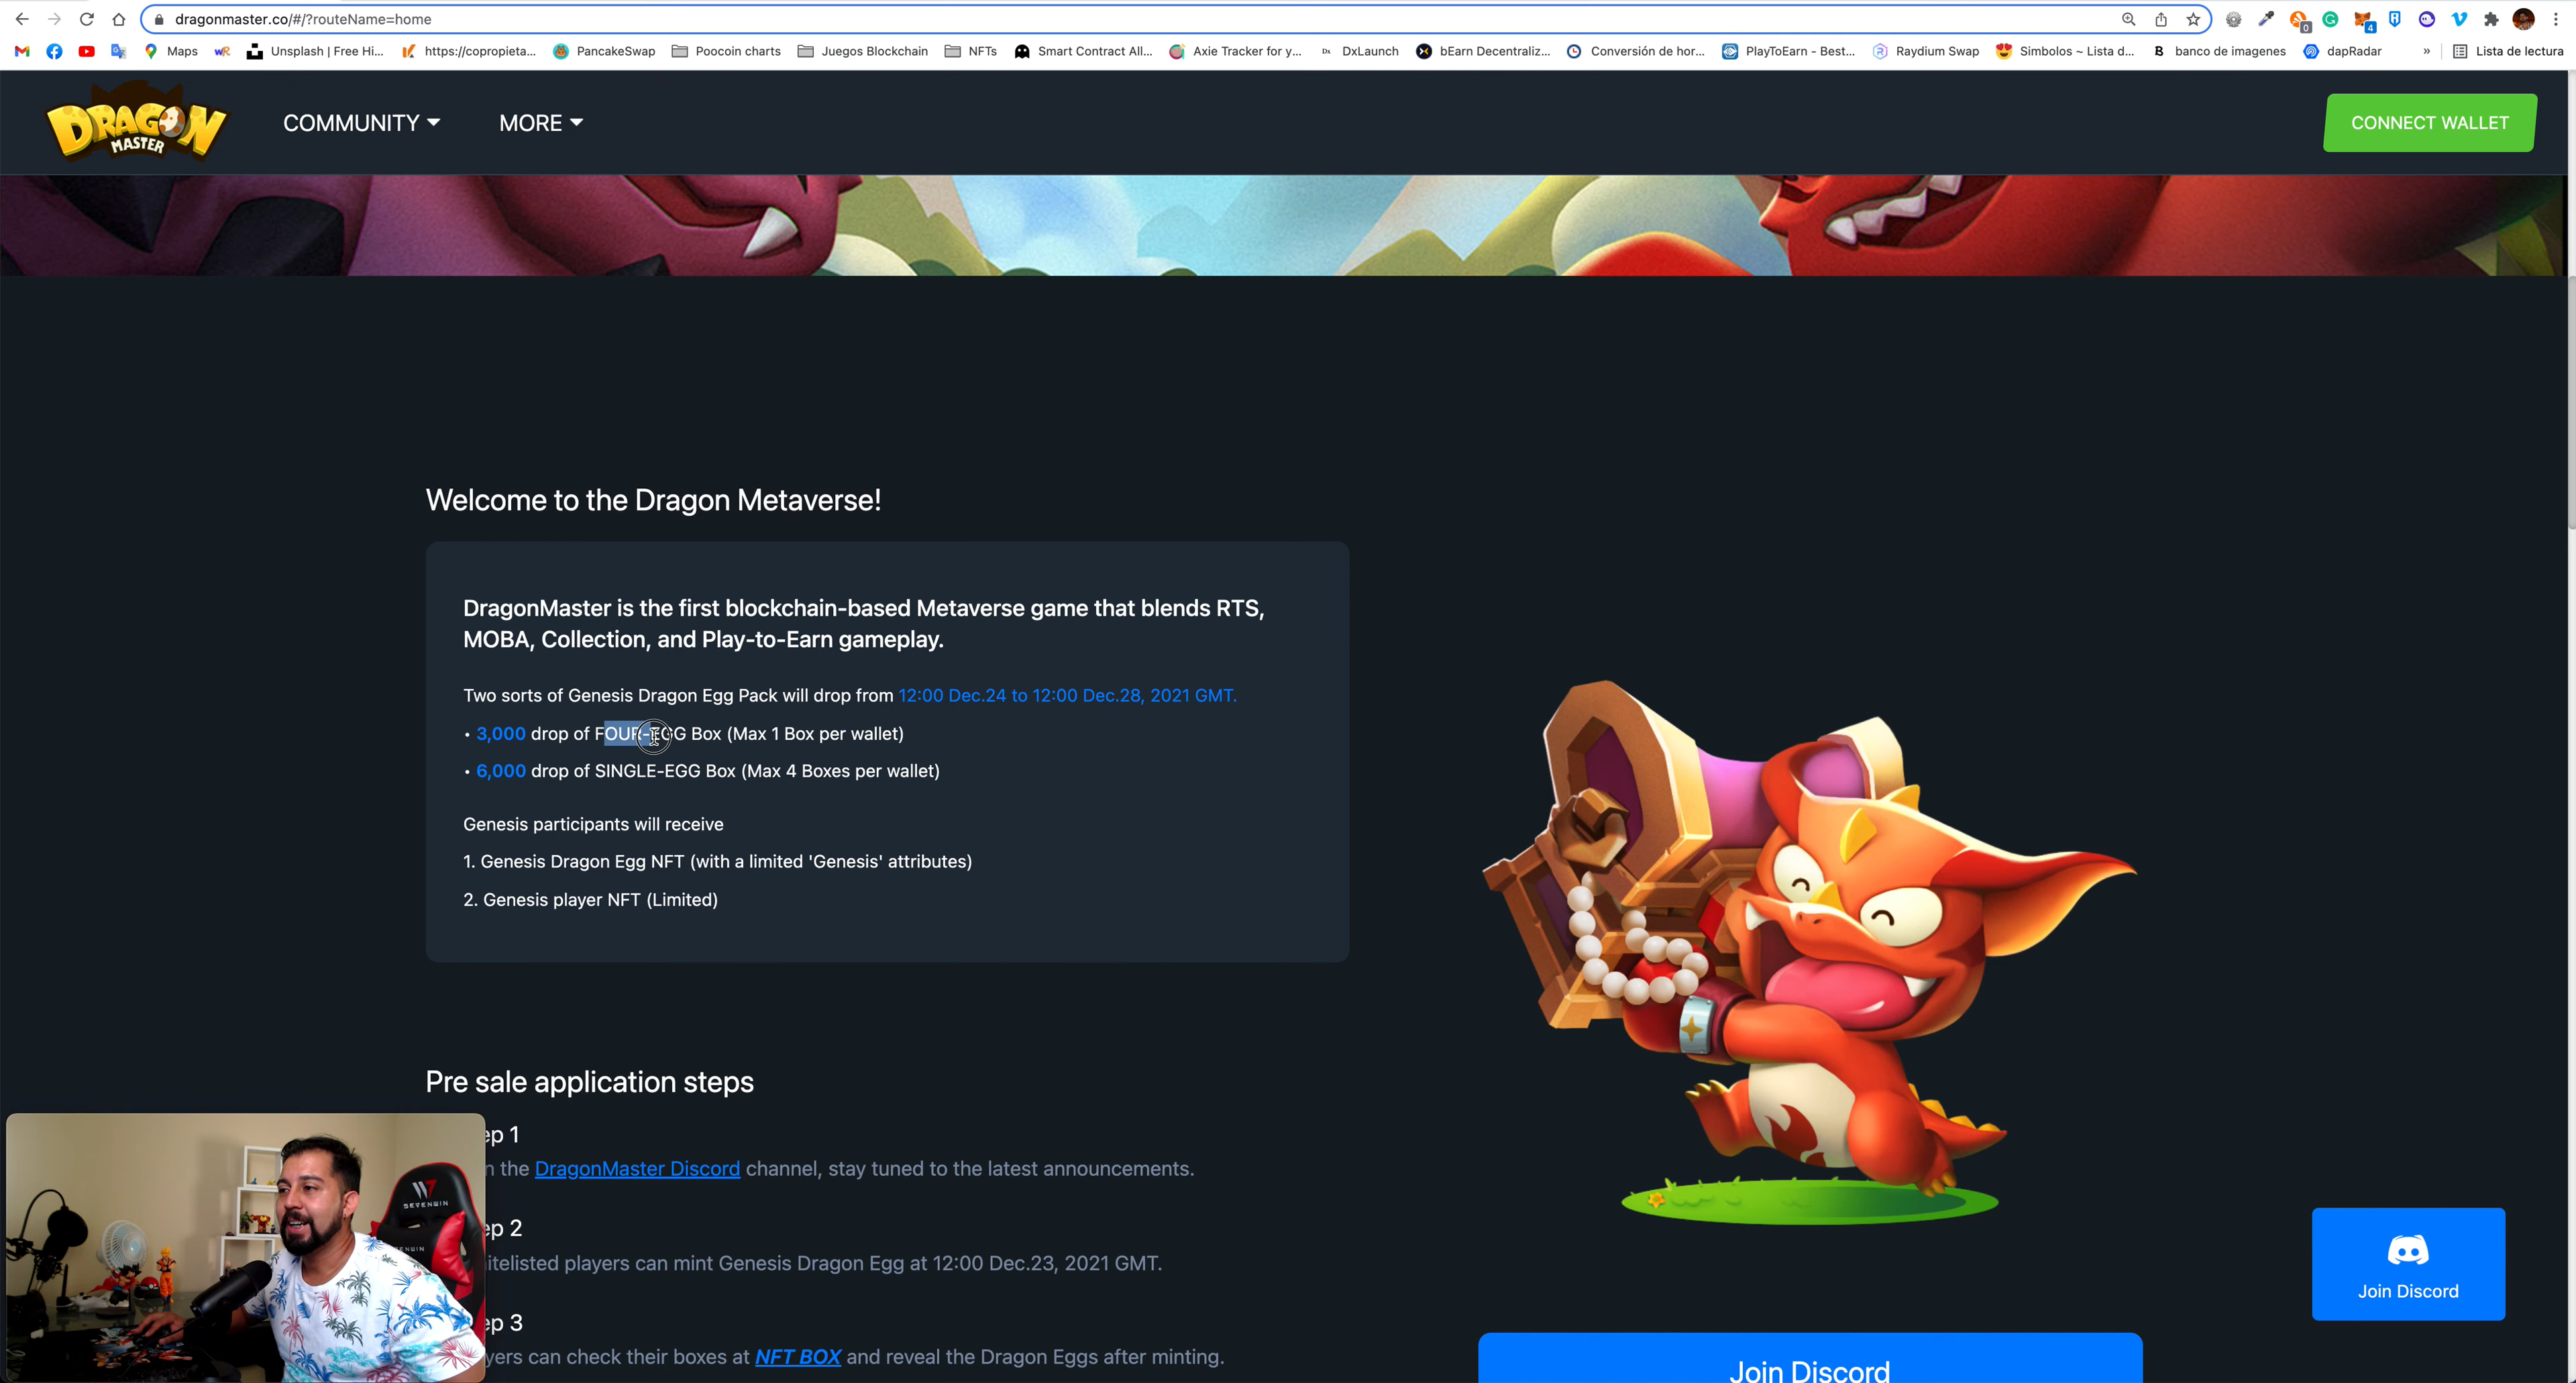 dragonmaster.co/#/?routeName=home
0
4
Maps
Unsplash | Free Hi...
https://copropieta...
PancakeSwap
Poocoin charts
Juegos Blockchain
NFTs
Smart Contract All...
Axie Tracker for y...
DxLaunch
bEarn Decentraliz...
Conversión de hor...
PlayToEarn - Best...
Raydium Swap
Simbolos ~ Lista d...
banco de imagenes
dapRadar
»
Lista de lectura
DRAGON
MASTER
COMMUNITY
MORE
CONNECT WALLET
Welcome to the Dragon Metaverse!
DragonMaster is the first blockchain-based Metaverse game that blends RTS,
MOBA, Collection, and Play-to-Earn gameplay.
Two sorts of Genesis Dragon Egg Pack will drop from 12:00 Dec.24 to 12:00 Dec.28, 2021 GMT.
• 3,000 drop of FOUR-EGG Box (Max 1 Box per wallet)
• 6,000 drop of SINGLE-EGG Box (Max 4 Boxes per wallet)
Genesis participants will receive
1. Genesis Dragon Egg NFT (with a limited 'Genesis' attributes)
2. Genesis player NFT (Limited)
Pre sale application steps
ep 1
n the DragonMaster Discord channel, stay tuned to the latest announcements.
ep 2
itelisted players can mint Genesis Dragon Egg at 12:00 Dec.23, 2021 GMT.
ep 3
yers can check their boxes at NFT BOX and reveal the Dragon Eggs after minting.
SEVENWIN
Join Discord
Join Discord